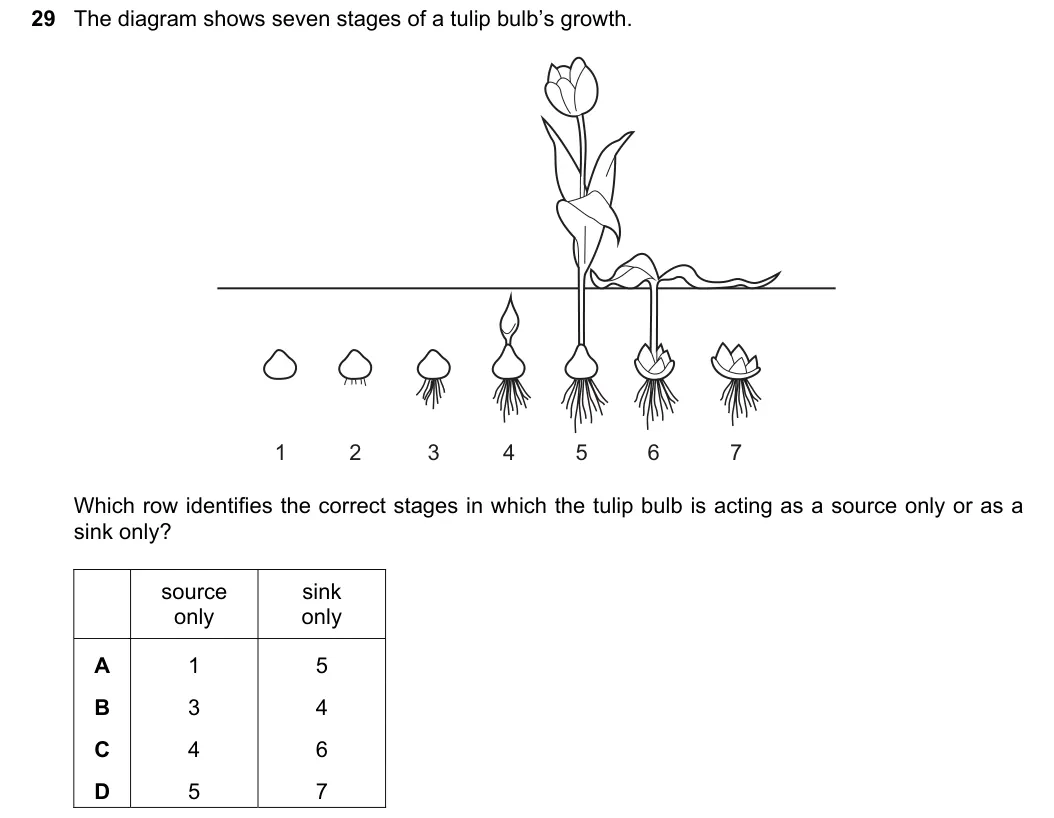 29 The diagram shows seven stages of a tulip bulb’s growth.
1 2 3 4 5 6 7
Which row identifies the correct stages in which the tulip bulb is acting as a source only or as a
sink only?
source only sink only
A 1 5
B 3 4
C 4 6
D 5 7